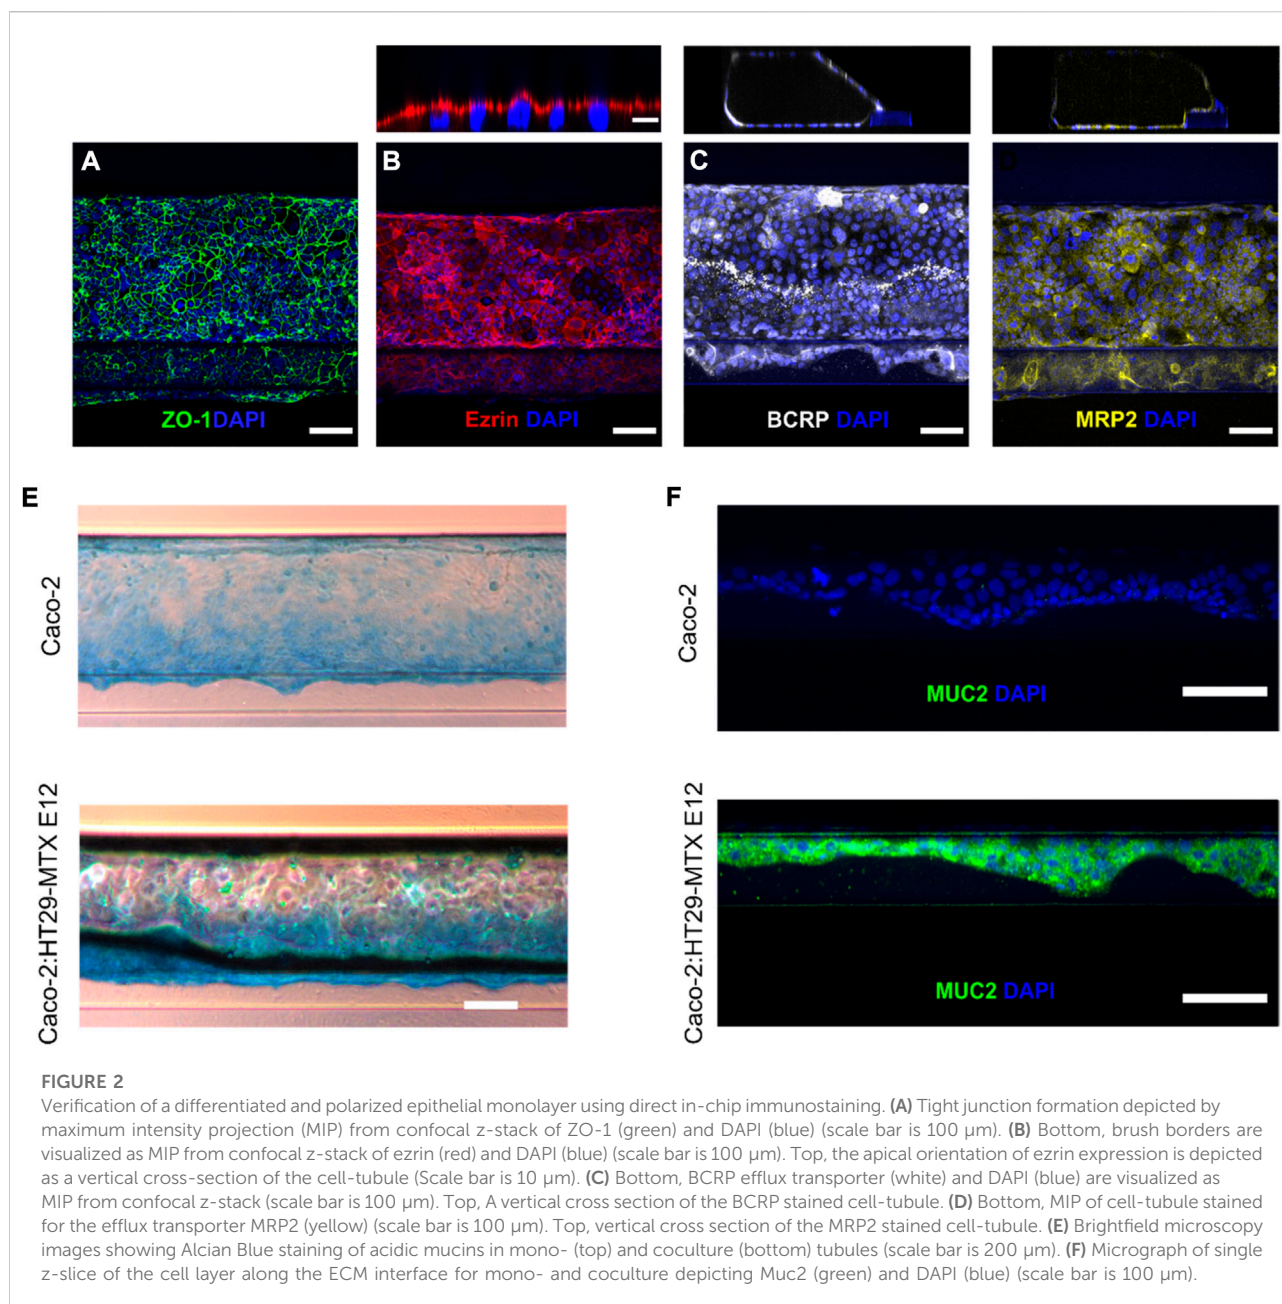 A
B
C
D
ZO-1DAPI
Ezrin DAPI
BCRP DAPI
MRP2 DAPI
E
F
Caco-2
Caco-2
MUC2 DAPI
Caco-2:HT29-MTX E12
Caco-2:HT29-MTX E12
MUC2 DAPI
FIGURE 2
Verification of a differentiated and polarized epithelial monolayer using direct in-chip immunostaining. (A) Tight junction formation depicted by
maximum intensity projection (MIP) from confocal z-stack of ZO-1 (green) and DAPI (blue) (scale bar is 100 µm). (B) Bottom, brush borders are
visualized as MIP from confocal z-stack of ezrin (red) and DAPI (blue) (scale bar is 100 µm). Top, the apical orientation of ezrin expression is depicted
as a vertical cross-section of the cell-tubule (Scale bar is 10 µm). (C) Bottom, BCRP efflux transporter (white) and DAPI (blue) are visualized as
MIP from confocal z-stack (scale bar is 100 µm). Top, A vertical cross section of the BCRP stained cell-tubule. (D) Bottom, MIP of cell-tubule stained
for the efflux transporter MRP2 (yellow) (scale bar is 100 µm). Top, vertical cross section of the MRP2 stained cell-tubule. (E) Brightfield microscopy
images showing Alcian Blue staining of acidic mucins in mono- (top) and coculture (bottom) tubules (scale bar is 200 µm). (F) Micrograph of single
z-slice of the cell layer along the ECM interface for mono- and coculture depicting Muc2 (green) and DAPI (blue) (scale bar is 100 µm).